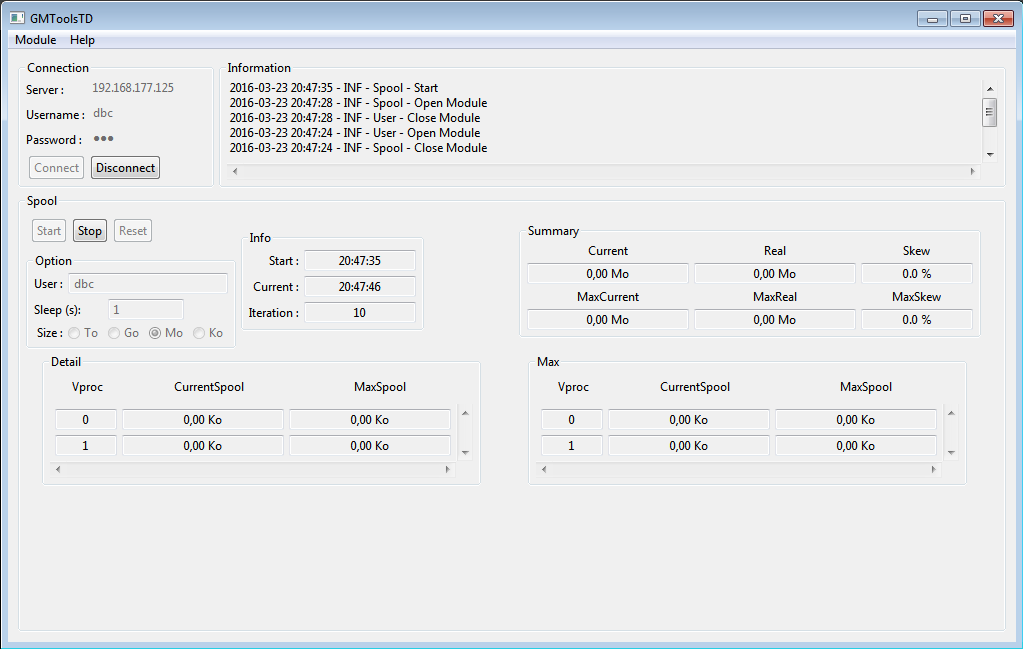 GMToolsTD
Module Help
Connection
Server : 192.168.177.125
Username : dbc
Password : •••
Connect Disconnect
Information
2016-03-23 20:47:35 - INF - Spool - Start
2016-03-23 20:47:28 - INF - Spool - Open Module
2016-03-23 20:47:28 - INF - User - Close Module
2016-03-23 20:47:24 - INF - User - Open Module
2016-03-23 20:47:24 - INF - Spool - Close Module
Spool
Start Stop Reset
Option
User : dbc
Sleep (s): 1
Size : To Go Mo Ko
Info
Start : 20:47:35
Current : 20:47:46
Iteration : 10
Summary
Current Real Skew
0,00 Mo 0,00 Mo 0.0 %
MaxCurrent MaxReal MaxSkew
0,00 Mo 0,00 Mo 0.0 %
Detail
Vproc CurrentSpool MaxSpool
0 0,00 Ko 0,00 Ko
1 0,00 Ko 0,00 Ko
Max
Vproc CurrentSpool MaxSpool
0 0,00 Ko 0,00 Ko
1 0,00 Ko 0,00 Ko